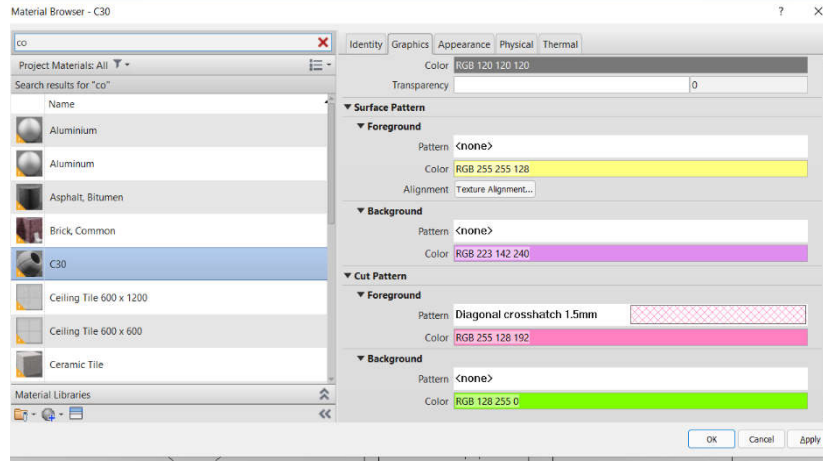 Material Browser - C30
?
X
co
Project Materials: All
Search results for "co"
Name
Aluminium
Aluminum
Asphalt, Bitumen
Brick, Common
C30
Ceiling Tile 600 x 1200
Ceiling Tile 600 x 600
Ceramic Tile
Material Libraries
Identity Graphics Appearance Physical Thermal
Color RGB 120 120 120
Transparency 0
Surface Pattern
Foreground
Pattern <none>
Color RGB 255 255 128
Alignment Texture Alignment...
Background
Pattern <none>
Color RGB 223 142 240
Cut Pattern
Foreground
Pattern Diagonal crosshatch 1.5mm
Color RGB 255 128 192
Background
Pattern <none>
Color RGB 128 255 0
OK Cancel Apply